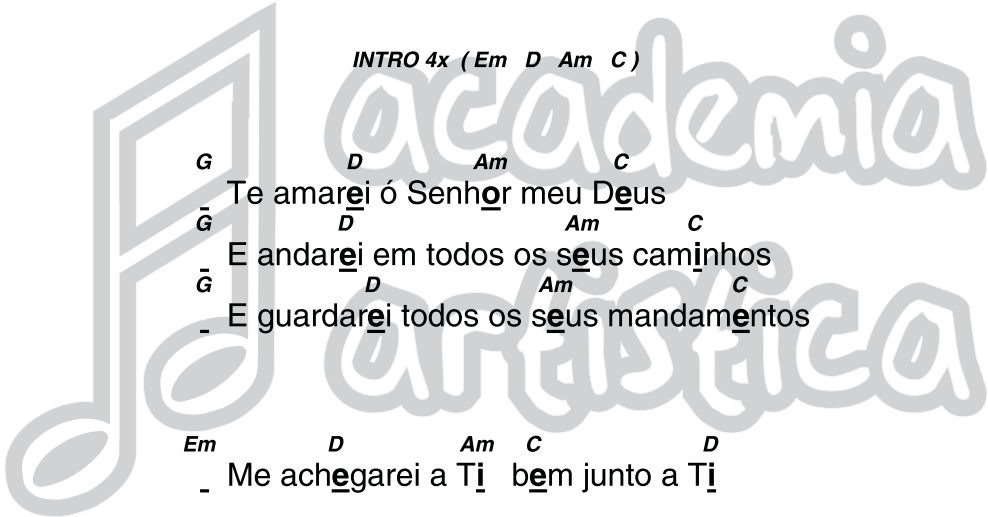 INTRO 4x ( Em D Am C )
academia
G D Am C
_ Te amarei ó Senhor meu Deus
G D Am C
_ E andarei em todos os seus caminhos
G D Am C
_ E guardarei todos os seus mandamentos
artística
Em D Am C D
_ Me achegarei a Ti bem junto a Ti